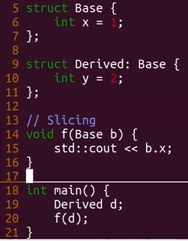 5 struct Base {
6     int x = 1;
7 };
8
9 struct Derived: Base {
10     int y = 2;
11 };
12
13 // Slicing
14 void f(Base b) {
15     std::cout << b.x;
16 }
17
18 int main() {
19     Derived d;
20     f(d);
21 }